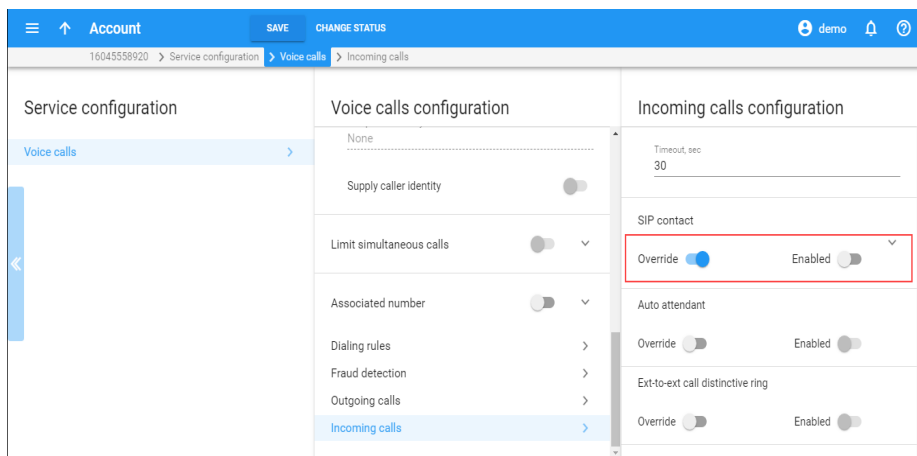 Account SAVE CHANGE STATUS demo
16045558920 > Service configuration > Voice calls > Incoming calls
Service configuration
Voice calls
Voice calls configuration
None
Supply caller identity
Limit simultaneous calls
Associated number
Dialing rules
Fraud detection
Outgoing calls
Incoming calls
Incoming calls configuration
Timeout, sec
30
SIP contact
Override Enabled
Auto attendant
Override Enabled
Ext-to-ext call distinctive ring
Override Enabled